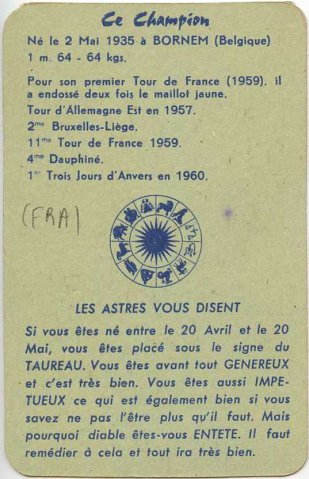 Ce Champion
Né le 2 Mai 1935 à BORNEM (Belgique)
1 m. 64 - 64 kgs.
Pour son premier Tour de France (1959), il
a endossé deux fois le maillot jaune.
Tour d'Allemagne Est en 1957.
2me Bruxelles-Liège.
11me Tour de France 1959.
4me Dauphiné.
1er Trois Jours d'Anvers en 1960.
(FRA)
LES ASTRES VOUS DISENT
Si vous êtes né entre le 20 Avril et le 20
Mai, vous êtes placé sous le signe du
TAUREAU. Vous êtes avant tout GENEREUX
et c'est très bien. Vous êtes aussi IMPE-
TUEUX ce qui est également bien si vous
savez ne pas l'être plus qu'il faut. Mais
pourquoi diable êtes-vous ENTETE. Il faut
remédier à cela et tout ira très bien.